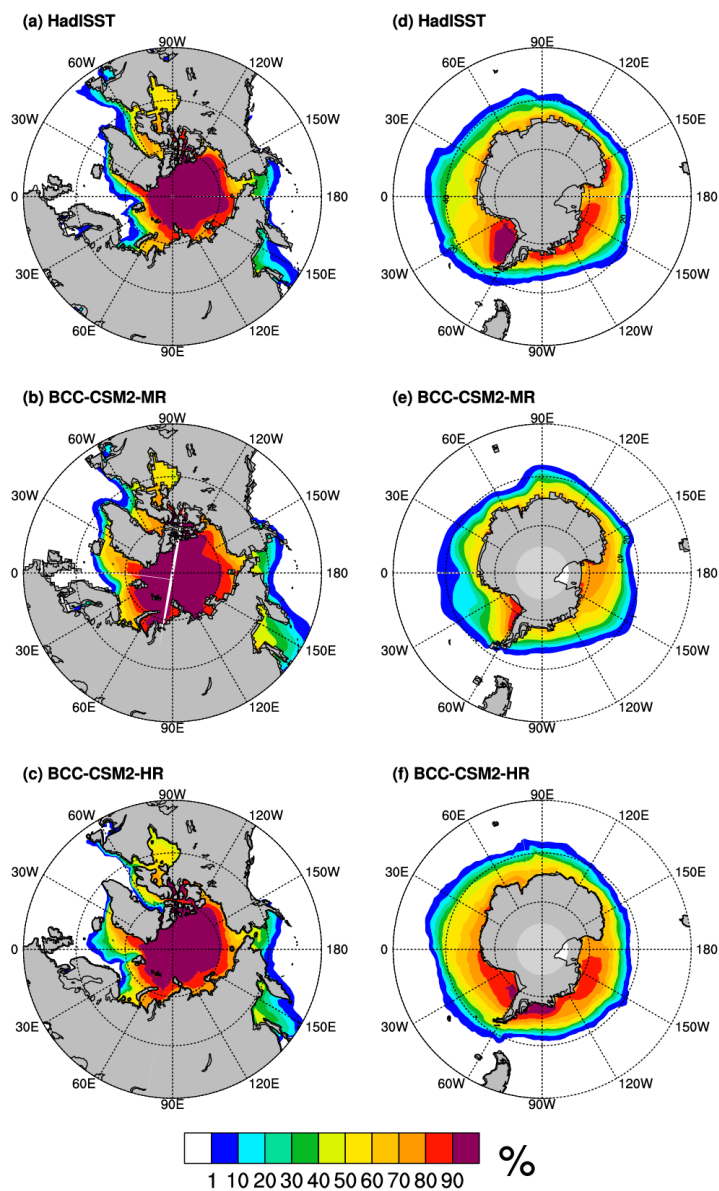 (a) HadISST
90W
60W
120W
30W
150W
0
180
30E
150E
60E
120E
90E
(d) HadISST
90E
60E
120E
30E
150E
0
180
30W
150W
60W
120W
90W
(b) BCC-CSM2-MR
90W
60W
120W
30W
150W
0
180
30E
150E
60E
120E
90E
(e) BCC-CSM2-MR
90E
60E
120E
30E
150E
0
180
30W
150W
60W
120W
90W
(c) BCC-CSM2-HR
90W
60W
120W
30W
150W
0
180
30E
150E
60E
120E
90E
(f) BCC-CSM2-HR
90E
60E
120E
30E
150E
0
180
30W
150W
60W
120W
90W
1 10 20 30 40 50 60 70 80 90 %